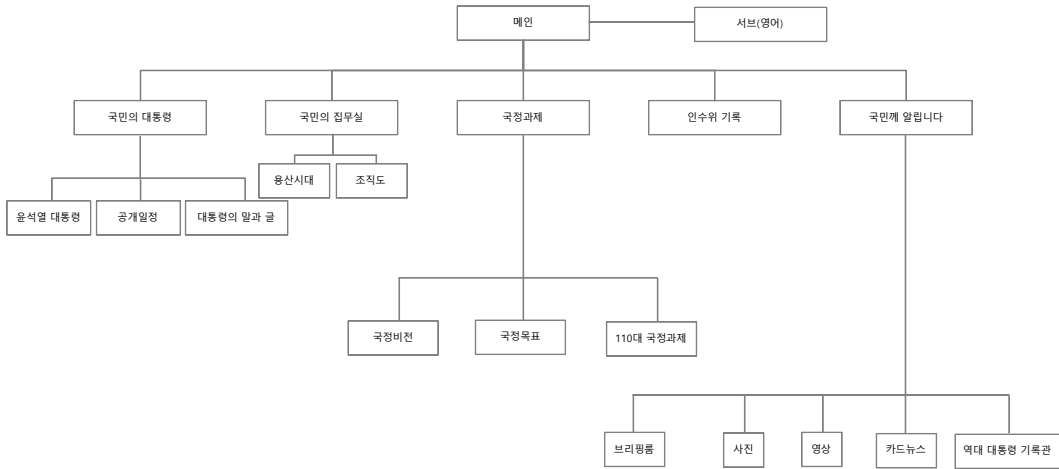 메인
서브(영어)
국민의 대통령
국민의 집무실
국정과제
인수위 기록
국민께 알립니다
용산시대
조직도
윤석열 대통령
공개일정
대통령의 말과 글
국정비전
국정목표
110대 국정과제
브리핑룸
사진
영상
카드뉴스
역대 대통령 기록관